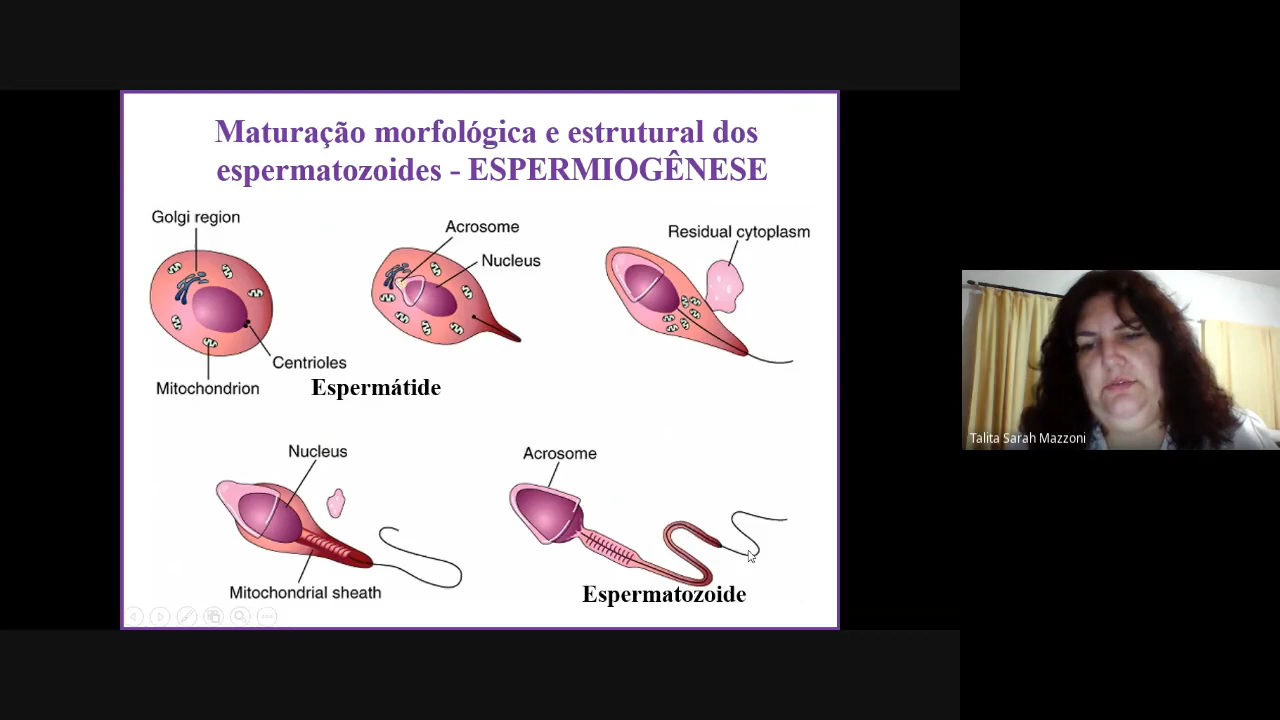 Maturação morfológica e estrutural dos
espermatozoides - ESPERMIOGÊNESE
Golgi region
Acrosome
Nucleus
Residual cytoplasm
Centrioles
Mitochondrion
Espermátide
Nucleus
Acrosome
Mitochondrial sheath
Espermatozoide
Talita Sarah Mazzoni